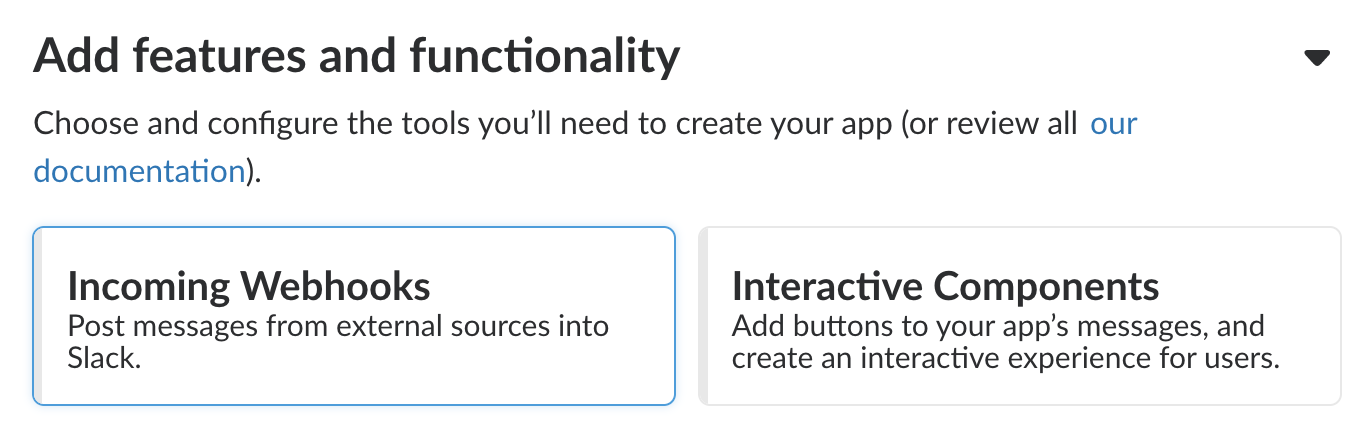 Add features and functionality
Choose and configure the tools you’ll need to create your app (or review all our
documentation).
Incoming Webhooks
Post messages from external sources into
Slack.
Interactive Components
Add buttons to your app’s messages, and
create an interactive experience for users.